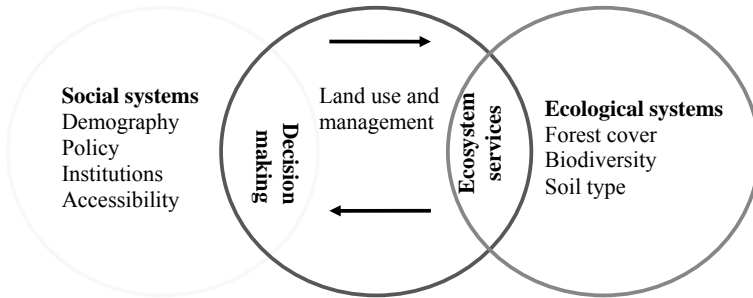 Social systems
Demography
Policy
Institutions
Accessibility
Decision
making
Land use and
management
Ecosystem
services
Ecological systems
Forest cover
Biodiversity
Soil type